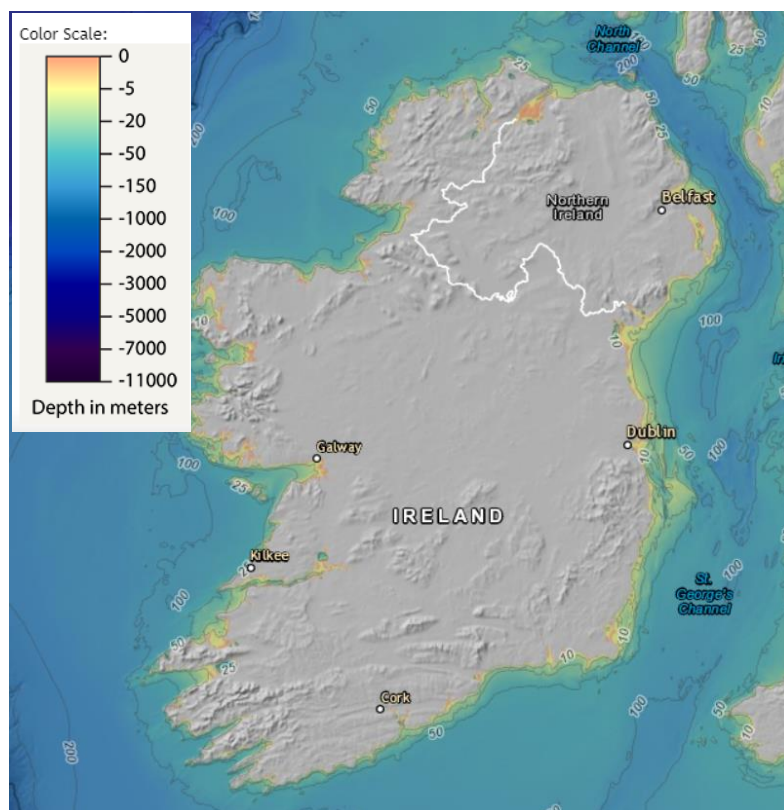 Color Scale:
0
-5
-20
-50
-150
-1000
-2000
-3000
-5000
-7000
-11000
Depth in meters
North
Channel
Northern
Ireland
Belfast
Dublin
Galway
IRELAND
Kilkee
St.
George's
Channel
Cork
200
100
50
25
10